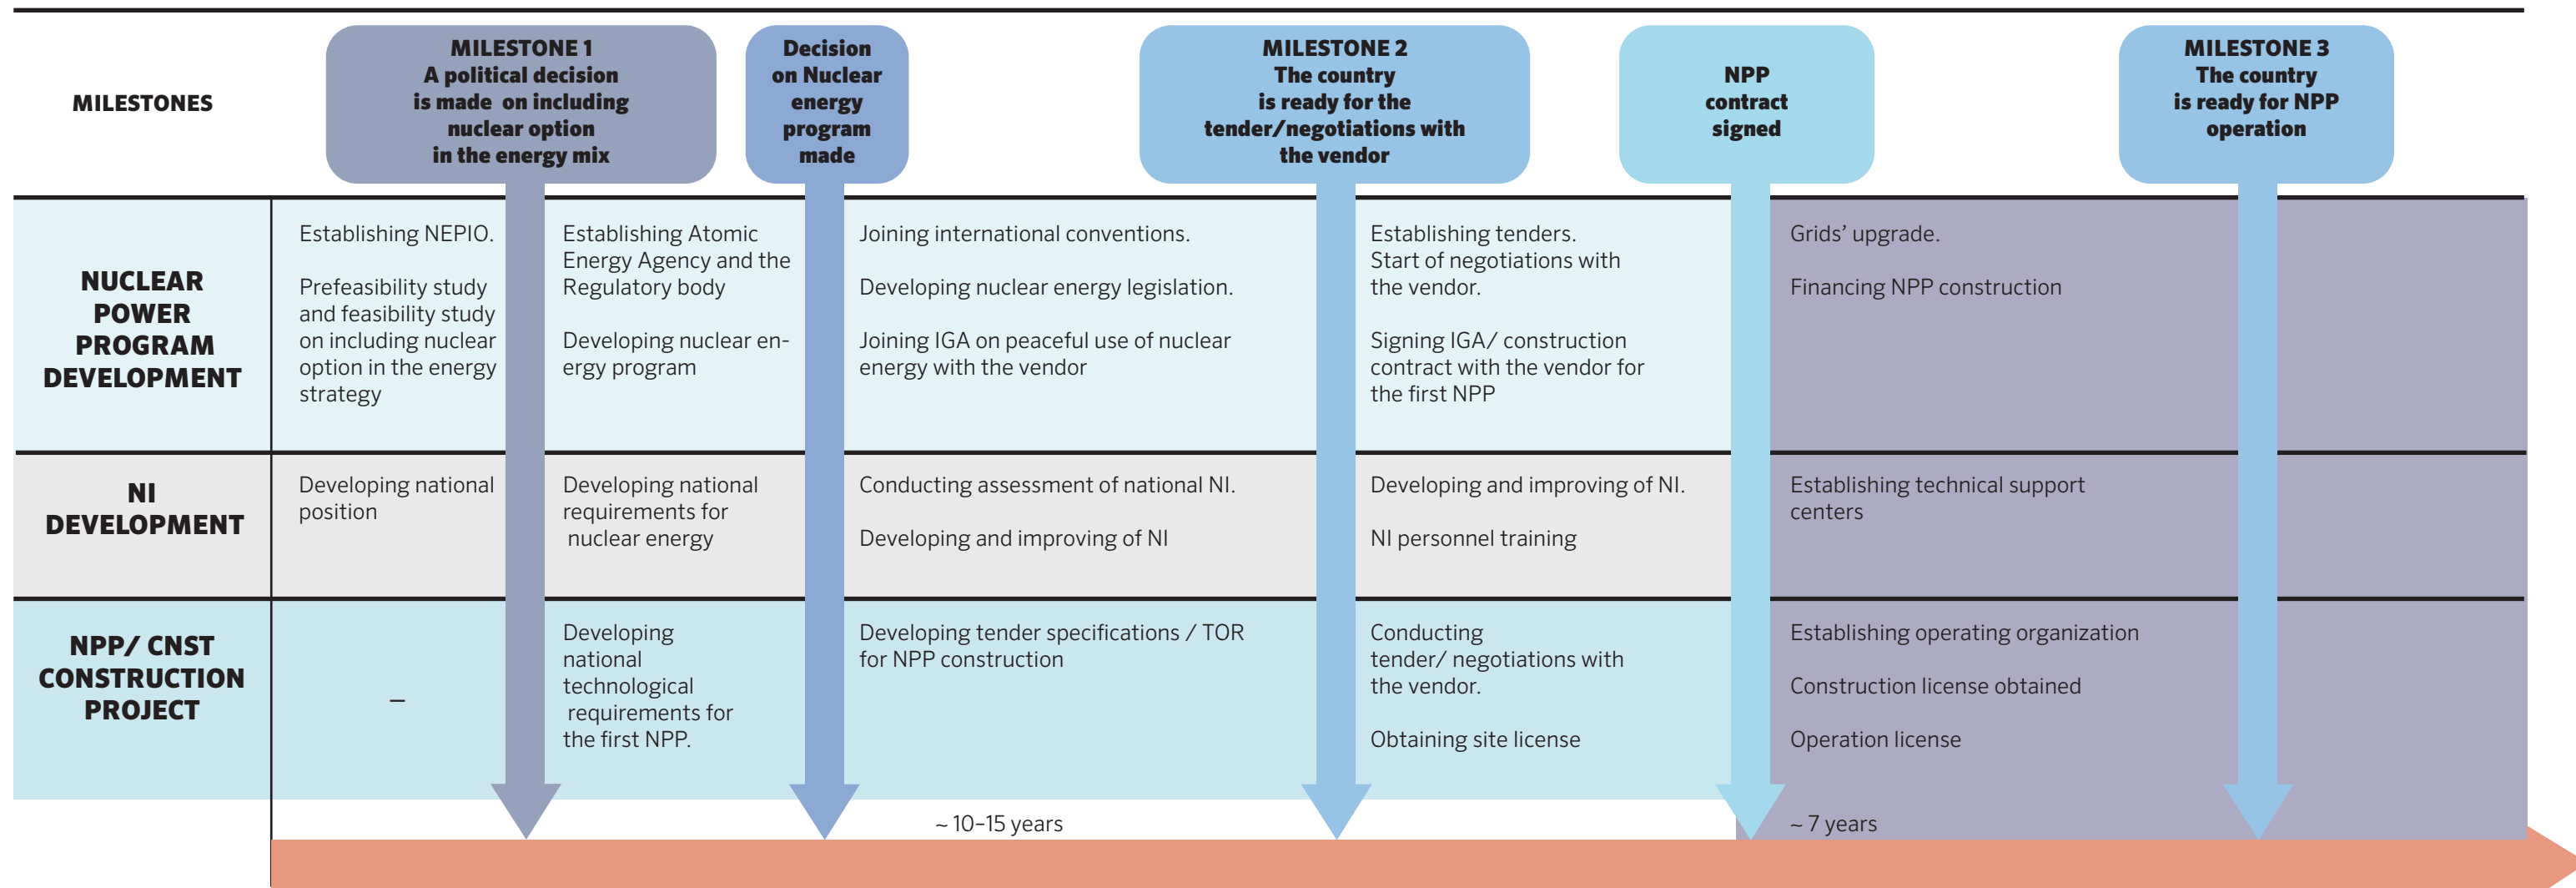 MILESTONES
MILESTONE 1
A political decision
is made on including
nuclear option
in the energy mix
Decision
on Nuclear
energy
program
made
MILESTONE 2
The country
is ready for the
tender/negotiations with
the vendor
NPP
contract
signed
MILESTONE 3
The country
is ready for NPP
operation
NUCLEAR
POWER
PROGRAM
DEVELOPMENT
Establishing NEPIO.
Prefeasibility study
and feasibility study
on including nuclear
option in the energy
strategy
Establishing Atomic
Energy Agency and the
Regulatory body
Developing nuclear en-
ergy program
Joining international conventions.
Developing nuclear energy legislation.
Joining IGA on peaceful use of nuclear
energy with the vendor
Establishing tenders.
Start of negotiations with
the vendor.
Signing IGA/ construction
contract with the vendor for
the first NPP
Grids’ upgrade.
Financing NPP construction
NI
DEVELOPMENT
Developing national
position
Developing national
requirements for
nuclear energy
Conducting assessment of national NI.
Developing and improving of NI
Developing and improving of NI.
NI personnel training
Establishing technical support
centers
NPP/ CNST
CONSTRUCTION
PROJECT
–
Developing
national
technological
requirements for
the first NPP.
Developing tender specifications / TOR
for NPP construction
Conducting
tender/ negotiations with
the vendor.
Obtaining site license
Establishing operating organization
Construction license obtained
Operation license
~ 10–15 years
~ 7 years